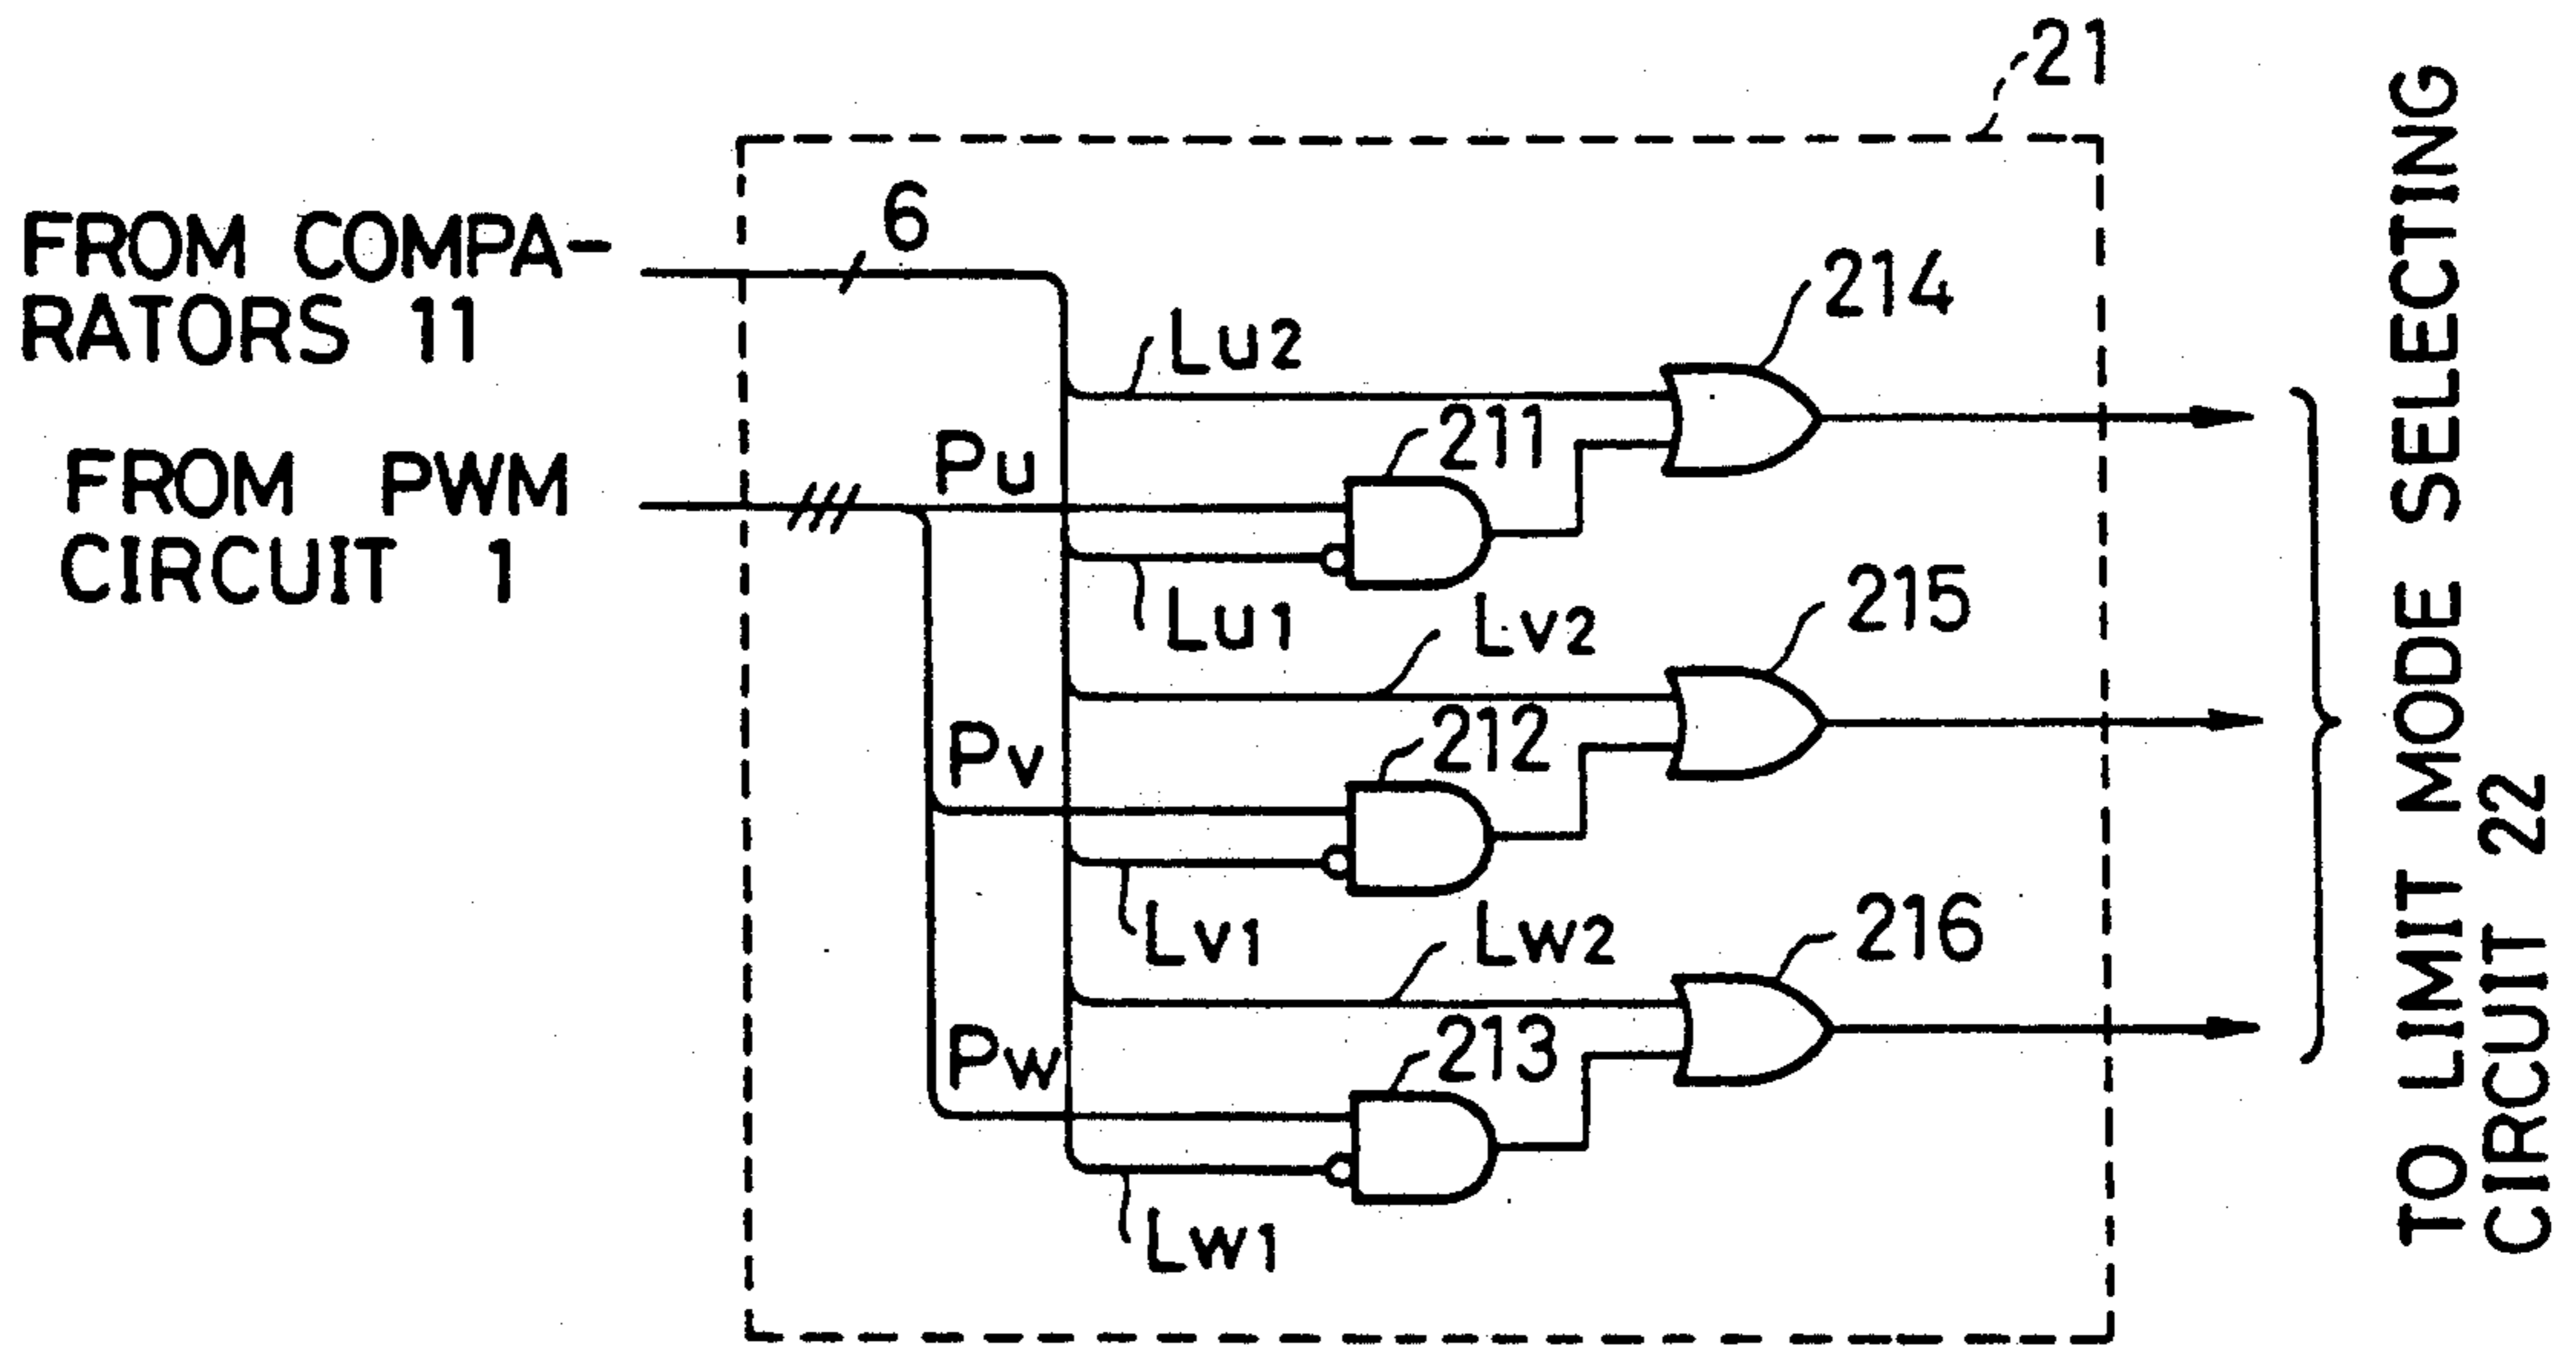 21
6
FROM COMPA-
RATORS 11
214
Lu2
211
Pu
FROM PWM
CIRCUIT 1
Lu1
Lv2
215
Pv
212
Lv1
Lw2
216
Pw
213
Lw1
TO LIMIT MODE SELECTING
CIRCUIT 22